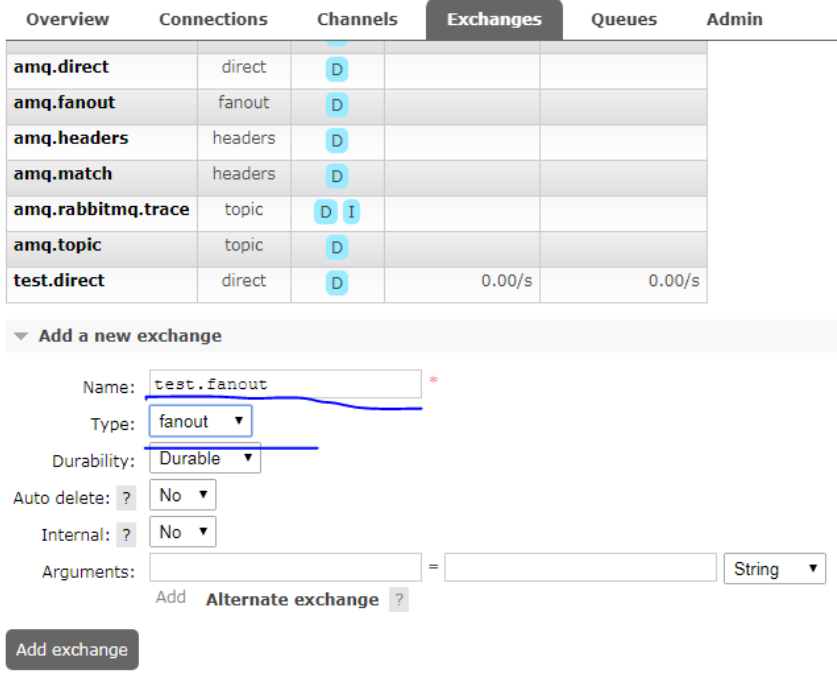 Overview Connections Channels Exchanges Queues Admin
amq.direct direct D
amq.fanout fanout D
amq.headers headers D
amq.match headers D
amq.rabbitmq.trace topic D I
amq.topic topic D
test.direct direct D 0.00/s 0.00/s
Add a new exchange
Name: test.fanout *
Type: fanout
Durability: Durable
Auto delete: ? No
Internal: ? No
Arguments: = String
Add Alternate exchange ?
Add exchange